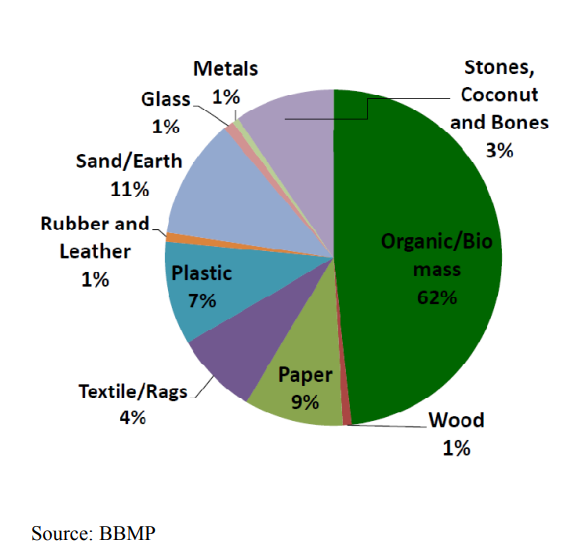 Metals
1%
Stones,
Coconut
and Bones
3%
Glass
1%
Sand/Earth
11%
Rubber and
Leather
1%
Organic/Bio
mass
62%
Plastic
7%
Textile/Rags
4%
Paper
9%
Wood
1%
Source: BBMP